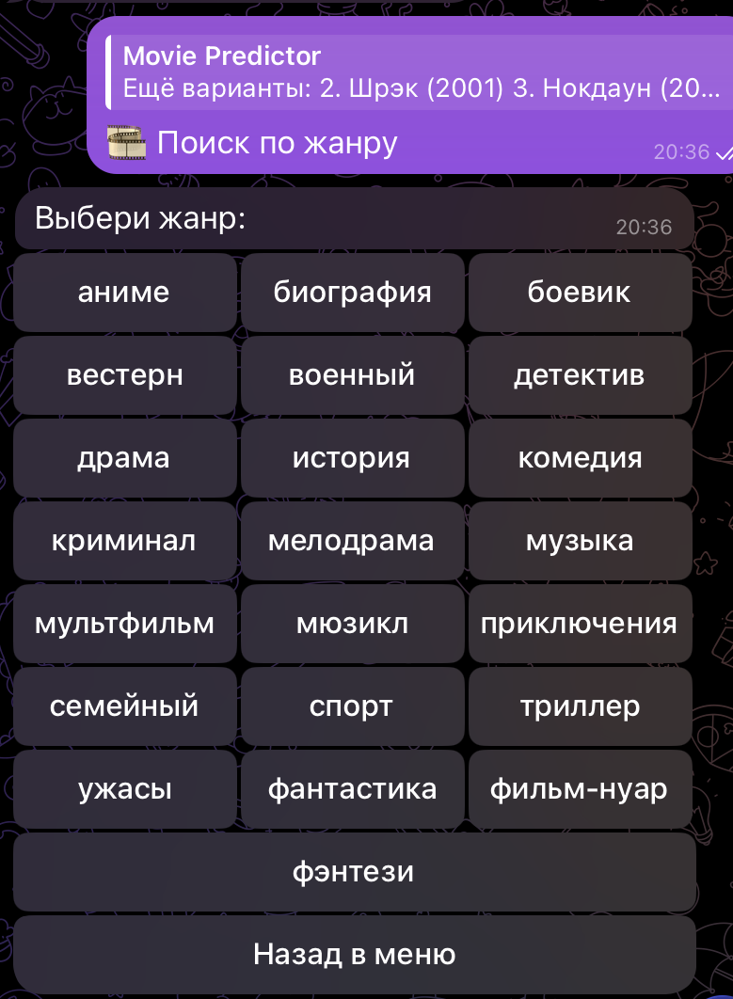 Movie Predictor
Ещё варианты: 2. Шрэк (2001) 3. Нокдаун (20...
Поиск по жанру
20:36
Выбери жанр:
20:36
аниме биография боевик
вестерн военный детектив
драма история комедия
криминал мелодрама музыка
мультфильм мюзикл приключения
семейный спорт триллер
ужасы фантастика фильм-нуар
фэнтези
Назад в меню